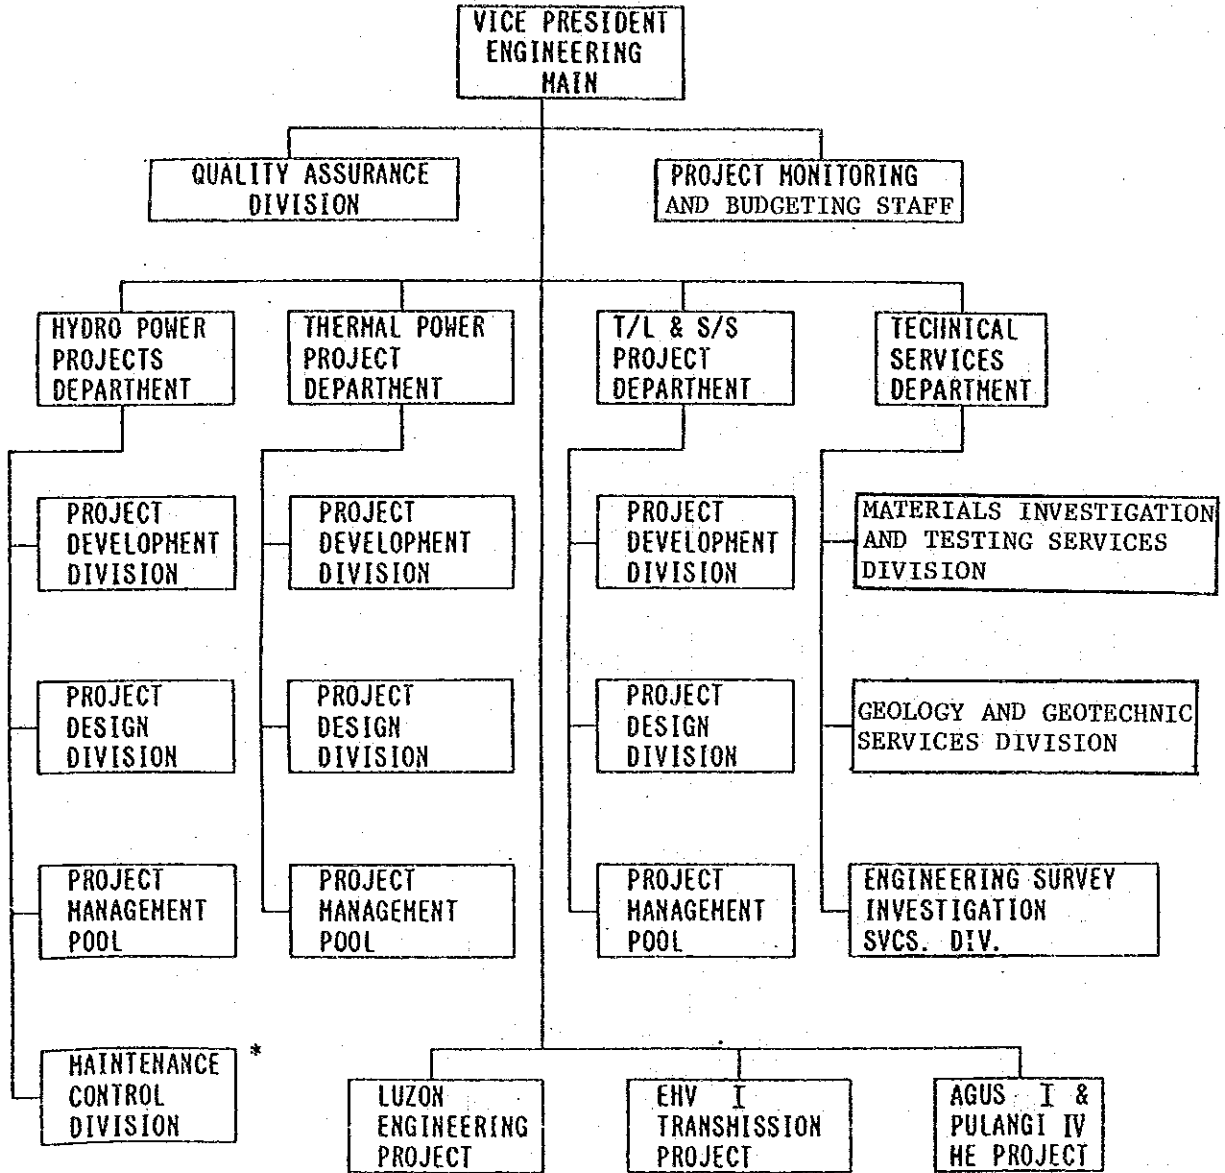 VICE PRESIDENT
ENGINEERING
MAIN
QUALITY ASSURANCE
DIVISION
PROJECT MONITORING
AND BUDGETING STAFF
HYDRO POWER
PROJECTS
DEPARTMENT
THERMAL POWER
PROJECT
DEPARTMENT
T/L & S/S
PROJECT
DEPARTMENT
TECHNICAL
SERVICES
DEPARTMENT
PROJECT
DEVELOPMENT
DIVISION
PROJECT
DEVELOPMENT
DIVISION
PROJECT
DEVELOPMENT
DIVISION
MATERIALS INVESTIGATION
AND TESTING SERVICES
DIVISION
PROJECT
DESIGN
DIVISION
PROJECT
DESIGN
DIVISION
PROJECT
DESIGN
DIVISION
GEOLOGY AND GEOTECHNIC
SERVICES DIVISION
PROJECT
MANAGEMENT
POOL
PROJECT
MANAGEMENT
POOL
PROJECT
MANAGEMENT
POOL
ENGINEERING SURVEY
INVESTIGATION
SVCS. DIV.
MAINTENANCE *
CONTROL
DIVISION
LUZON
ENGINEERING
PROJECT
EHV I
TRANSMISSION
PROJECT
AGUS I &
PULANGI IV
HE PROJECT